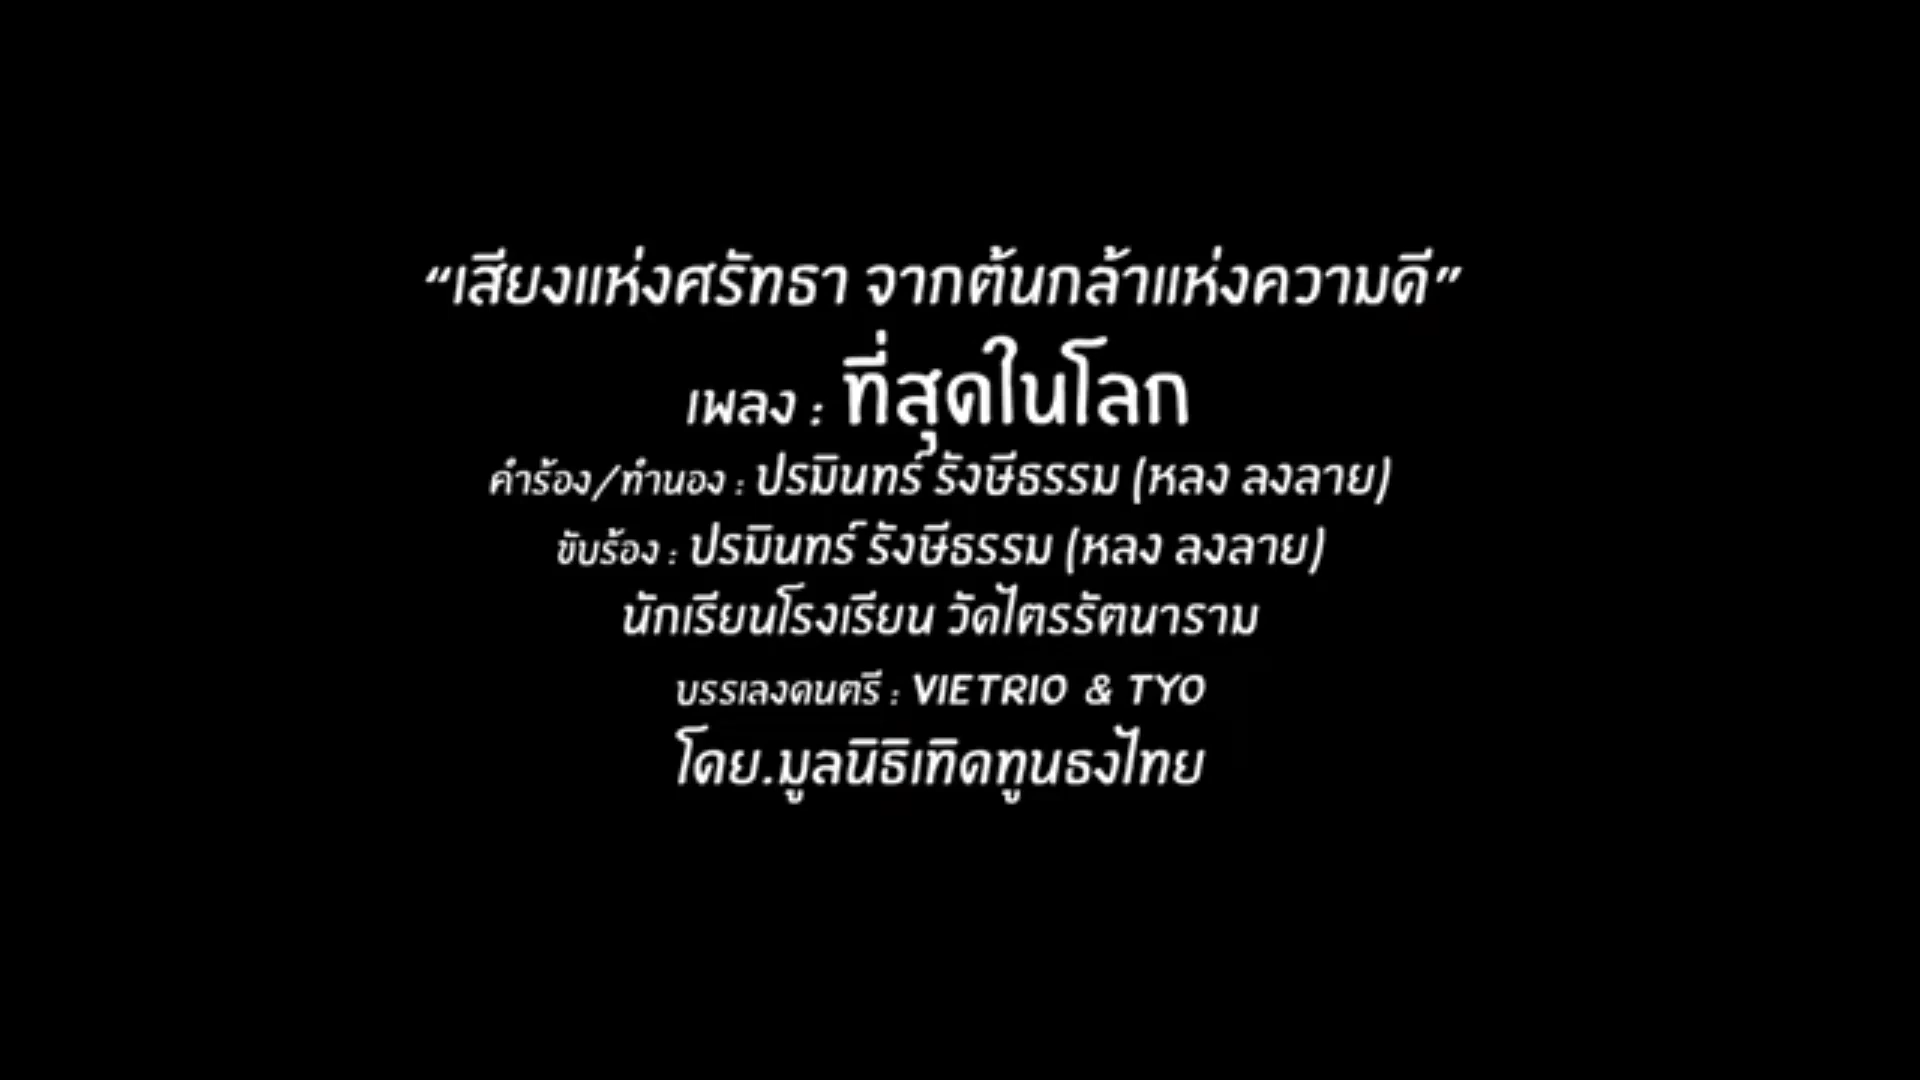 “เสียงแห่งศรัทธา จากต้นกล้าแห่งความดี”
เพลง : ที่สุดในโลก
คำร้อง/ทำนอง : ปรมินทร์ รังษีธรรม (หลง ลงลาย)
ขับร้อง : ปรมินทร์ รังษีธรรม (หลง ลงลาย)
นักเรียนโรงเรียน วัดไตรรัตนาราม
บรรเลงดนตรี : VIETRIO & TYO
โดย.มูลนิธิเทิดทูนธงไทย